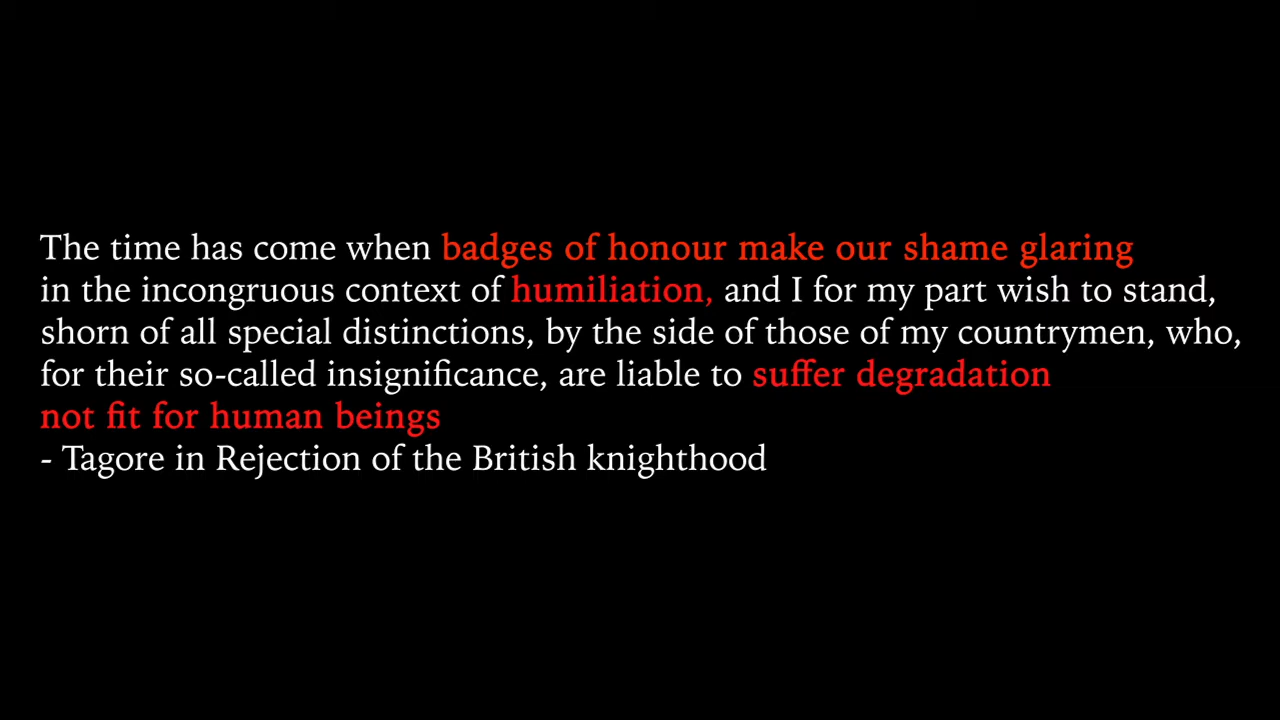 The time has come when badges of honour make our shame glaring
in the incongruous context of humiliation, and I for my part wish to stand,
shorn of all special distinctions, by the side of those of my countrymen, who,
for their so-called insignificance, are liable to suffer degradation
not fit for human beings
- Tagore in Rejection of the British knighthood